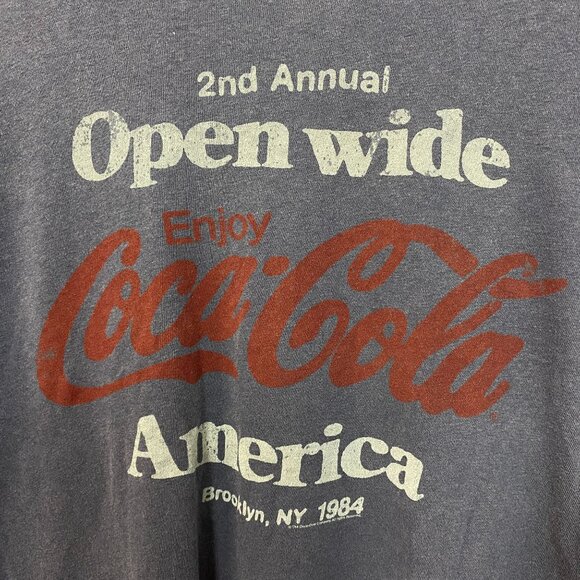 2nd Annual
Open wide
Enjoy
Coca-Cola
America
Brooklyn, NY 1984